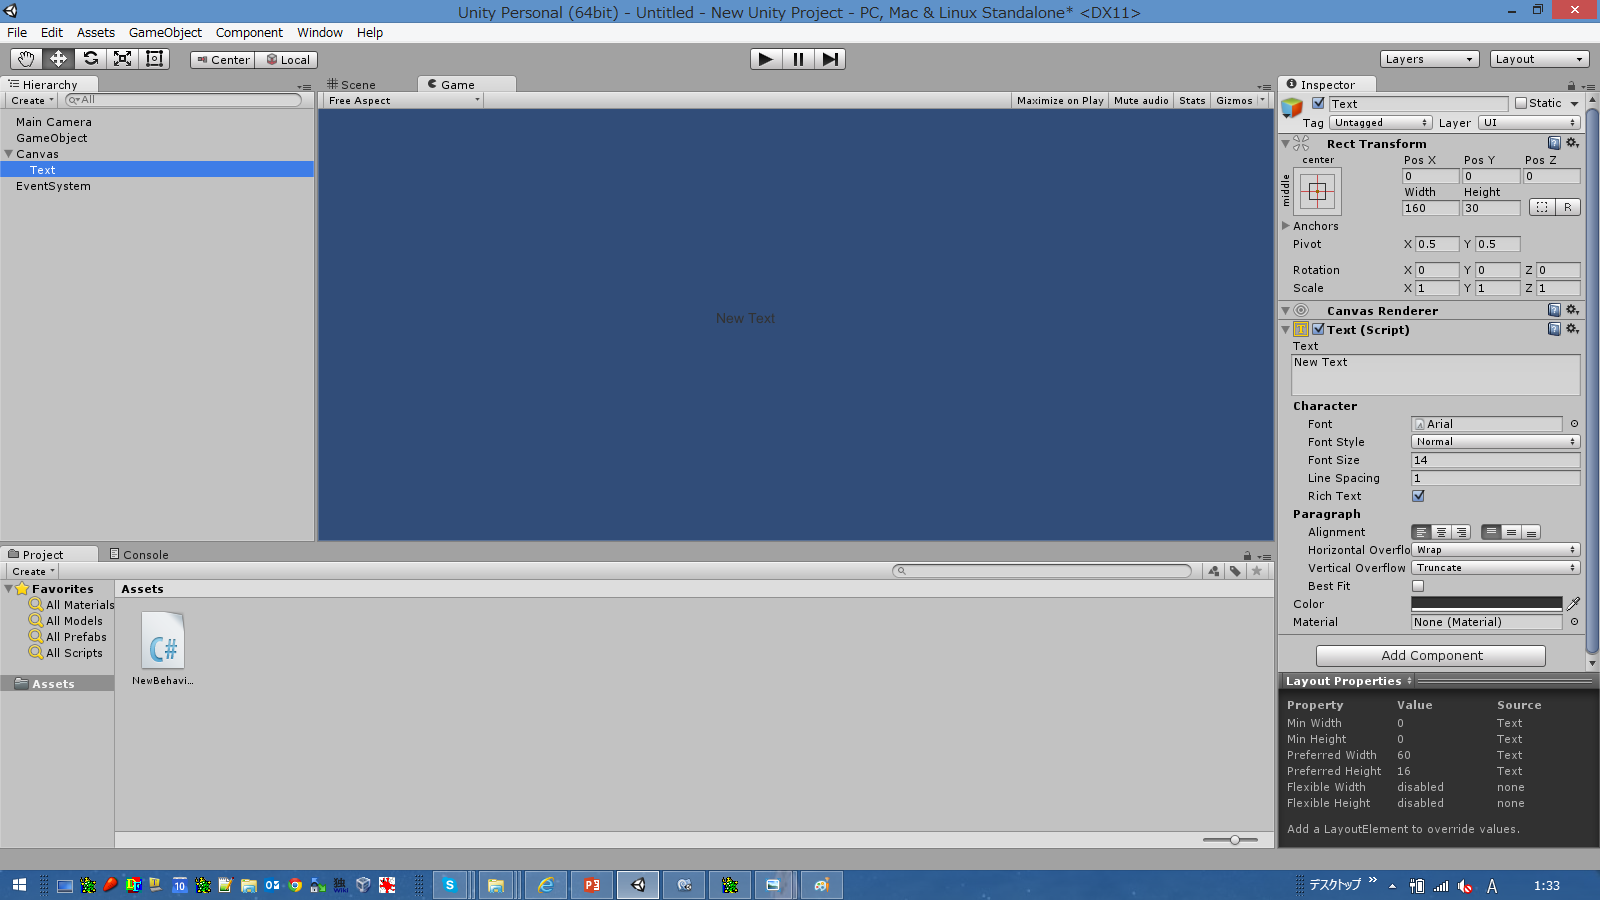 Unity Personal (64bit) - Untitled - New Unity Project - PC, Mac & Linux Standalone* <DX11>
File Edit Assets GameObject Component Window Help
Center Local Layers Layout
Hierarchy
Create All
Main Camera
GameObject
Canvas
Text
EventSystem
Scene Game
Free Aspect Maximize on Play Mute audio Stats Gizmos
New Text
Inspector
Text Static
Tag Untagged Layer UI
Rect Transform
center
middle
Pos X Pos Y Pos Z
0 0 0
Width Height
160 30 R
Anchors
Pivot X 0.5 Y 0.5
Rotation X 0 Y 0 Z 0
Scale X 1 Y 1 Z 1
Canvas Renderer
Text (Script)
Text
New Text
Character
Font Arial
Font Style Normal
Font Size 14
Line Spacing 1
Rich Text
Paragraph
Alignment
Horizontal Overflo Wrap
Vertical Overflow Truncate
Best Fit
Color
Material None (Material)
Add Component
Layout Properties
Property Value Source
Min Width 0 Text
Min Height 0 Text
Preferred Width 60 Text
Preferred Height 16 Text
Flexible Width disabled none
Flexible Height disabled none
Add a LayoutElement to override values.
Project Console
Create
Favorites
All Materials
All Models
All Prefabs
All Scripts
Assets
Assets
C#
NewBehavi...
10
デスクトップ A 1:33